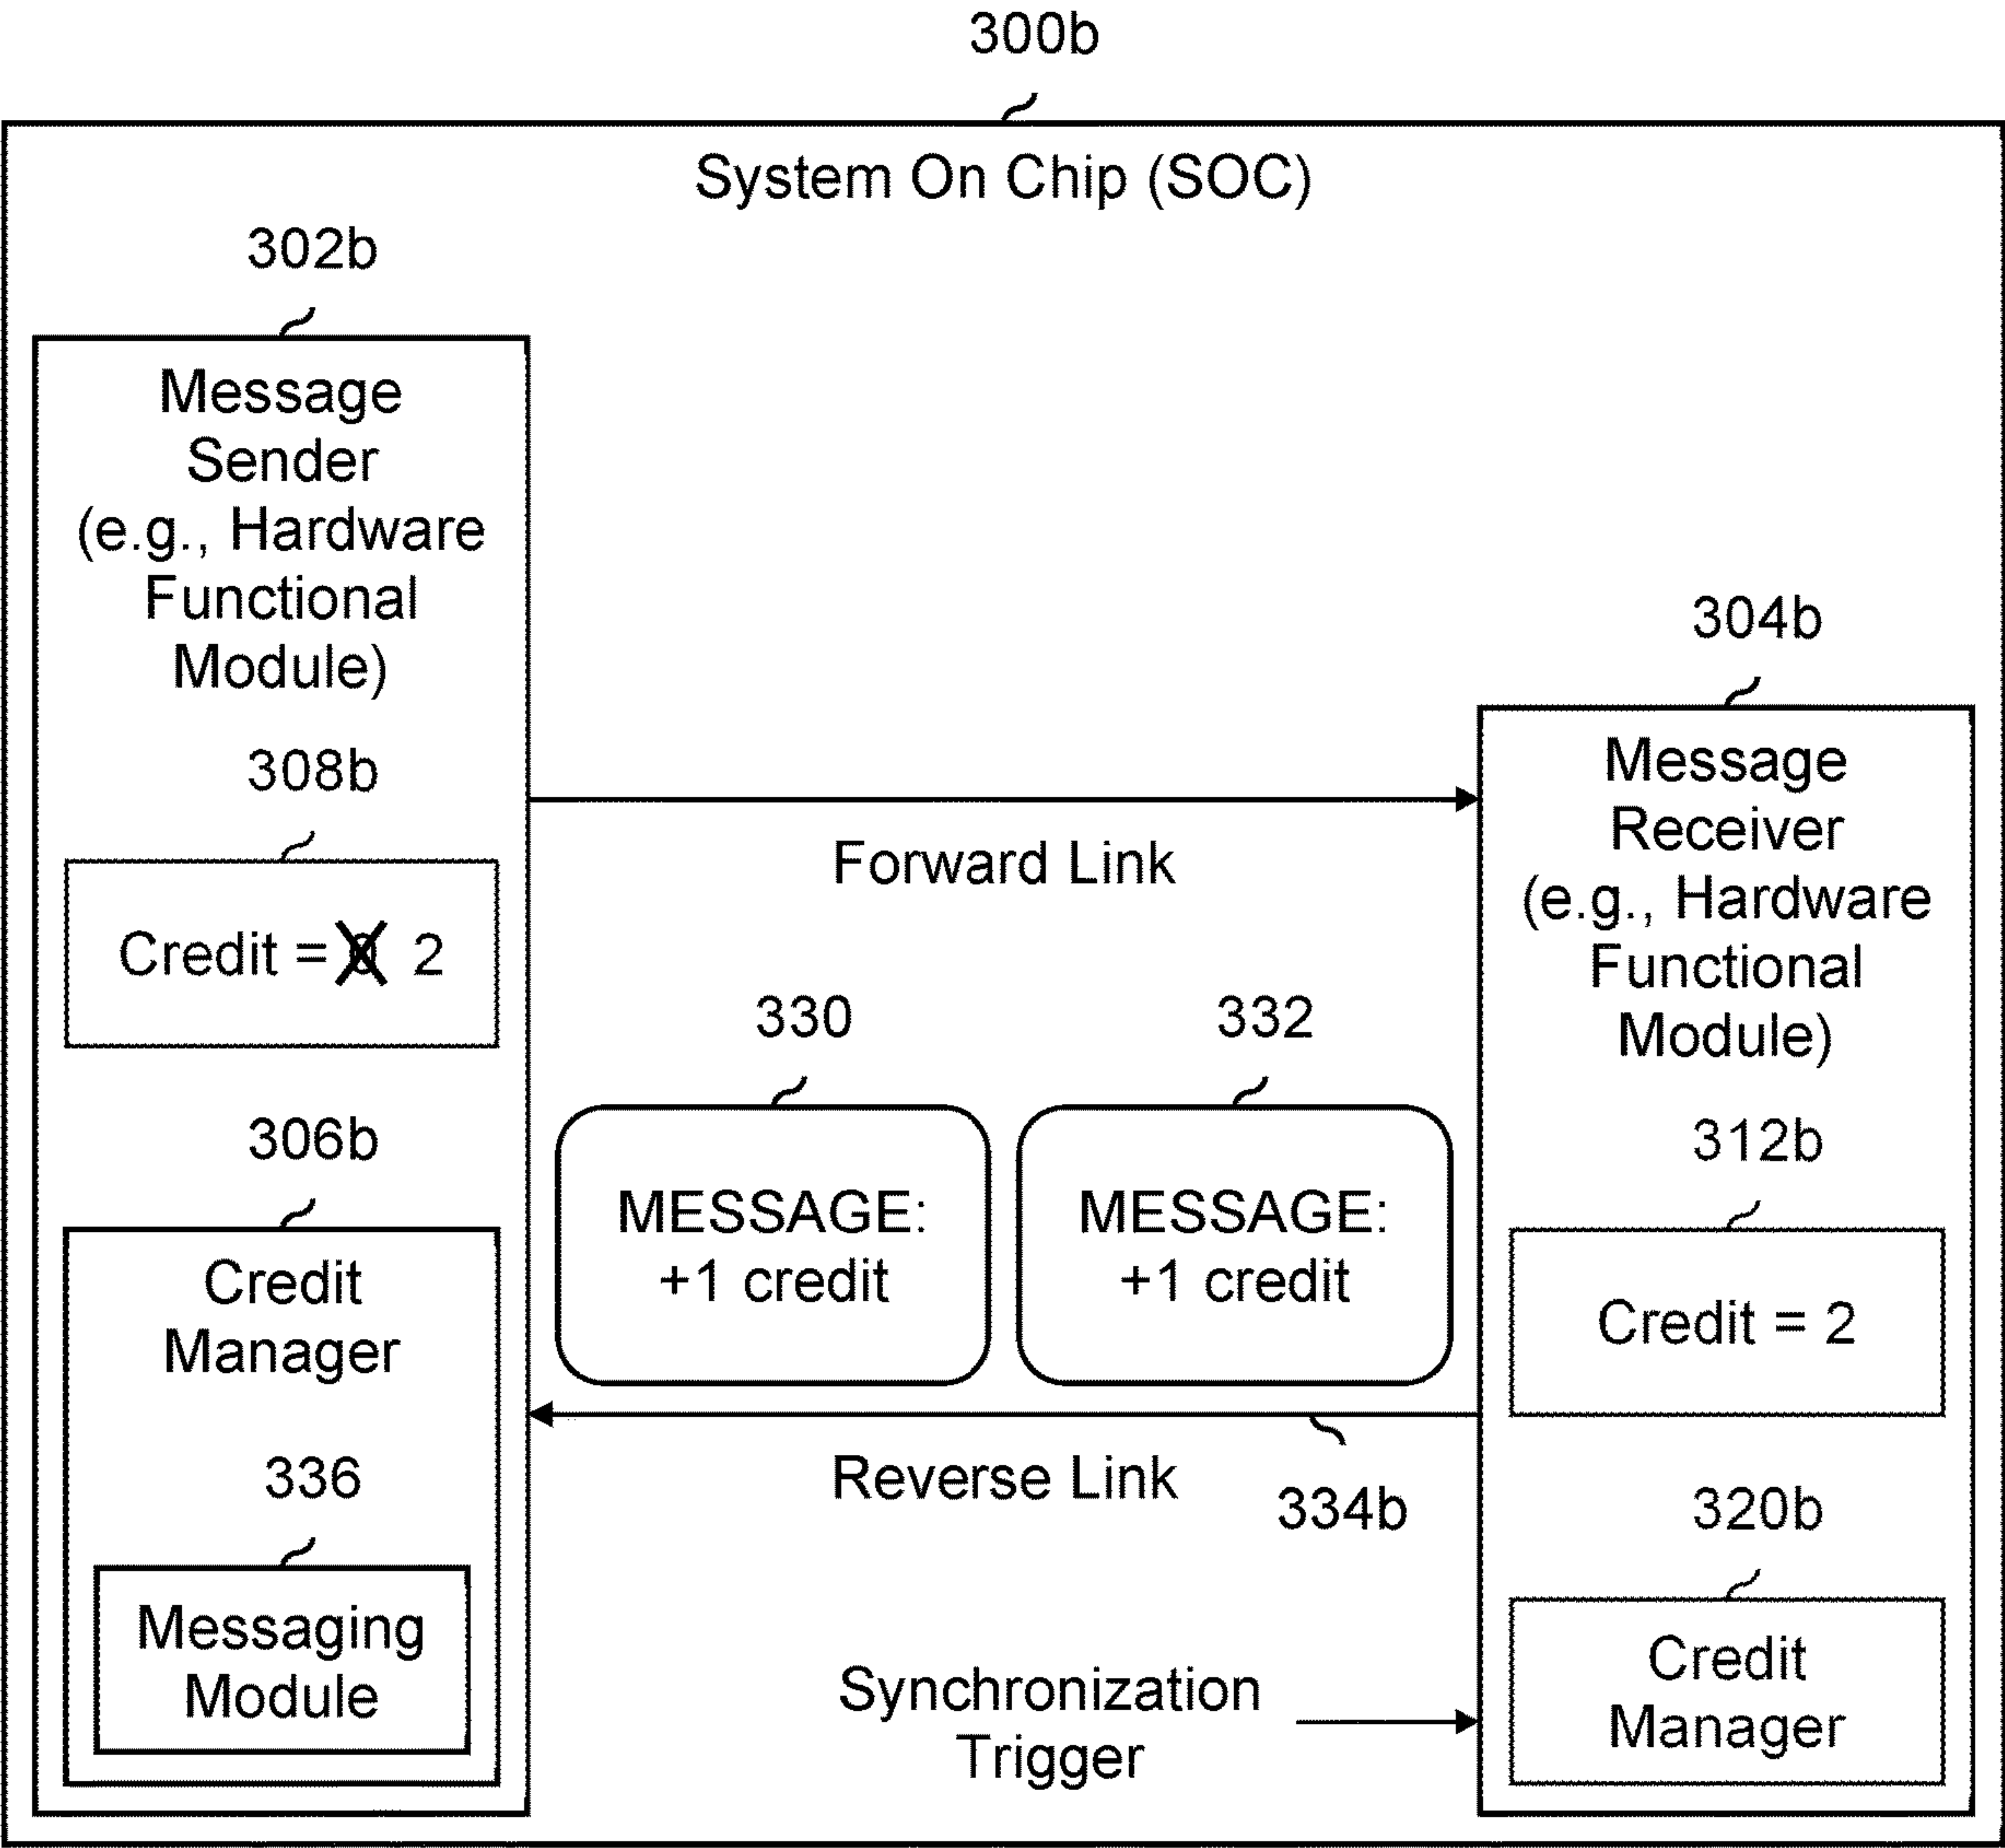 300b
System On Chip (SOC)
302b
Message
Sender
(e.g., Hardware
Functional
Module)
308b
Credit = 0 2
306b
Credit
Manager
336
Messaging
Module
Forward Link
330
MESSAGE:
+1 credit
332
MESSAGE:
+1 credit
Reverse Link
334b
Synchronization
Trigger
304b
Message
Receiver
(e.g., Hardware
Functional
Module)
312b
Credit = 2
320b
Credit
Manager